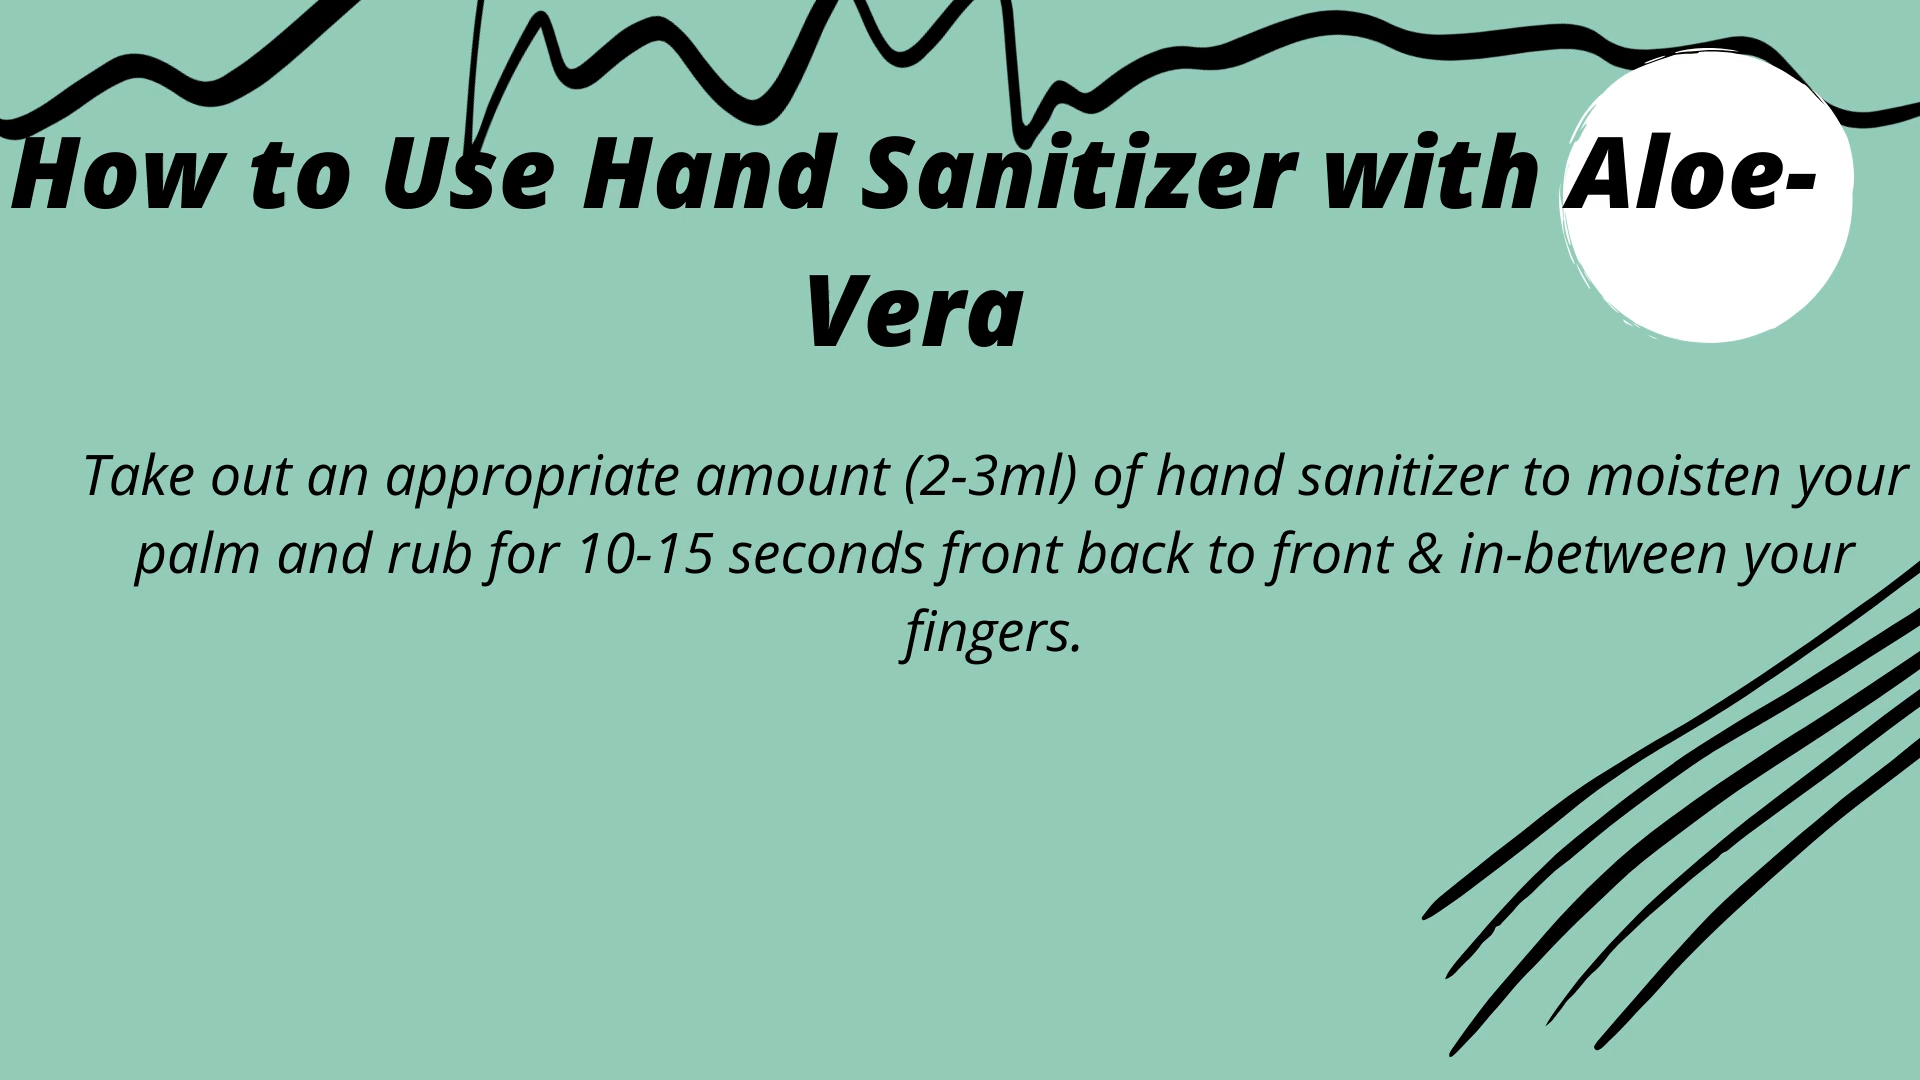 How to Use Hand Sanitizer with Aloe-
Vera
Take out an appropriate amount (2-3ml) of hand sanitizer to moisten your
palm and rub for 10-15 seconds front back to front & in-between your
fingers.